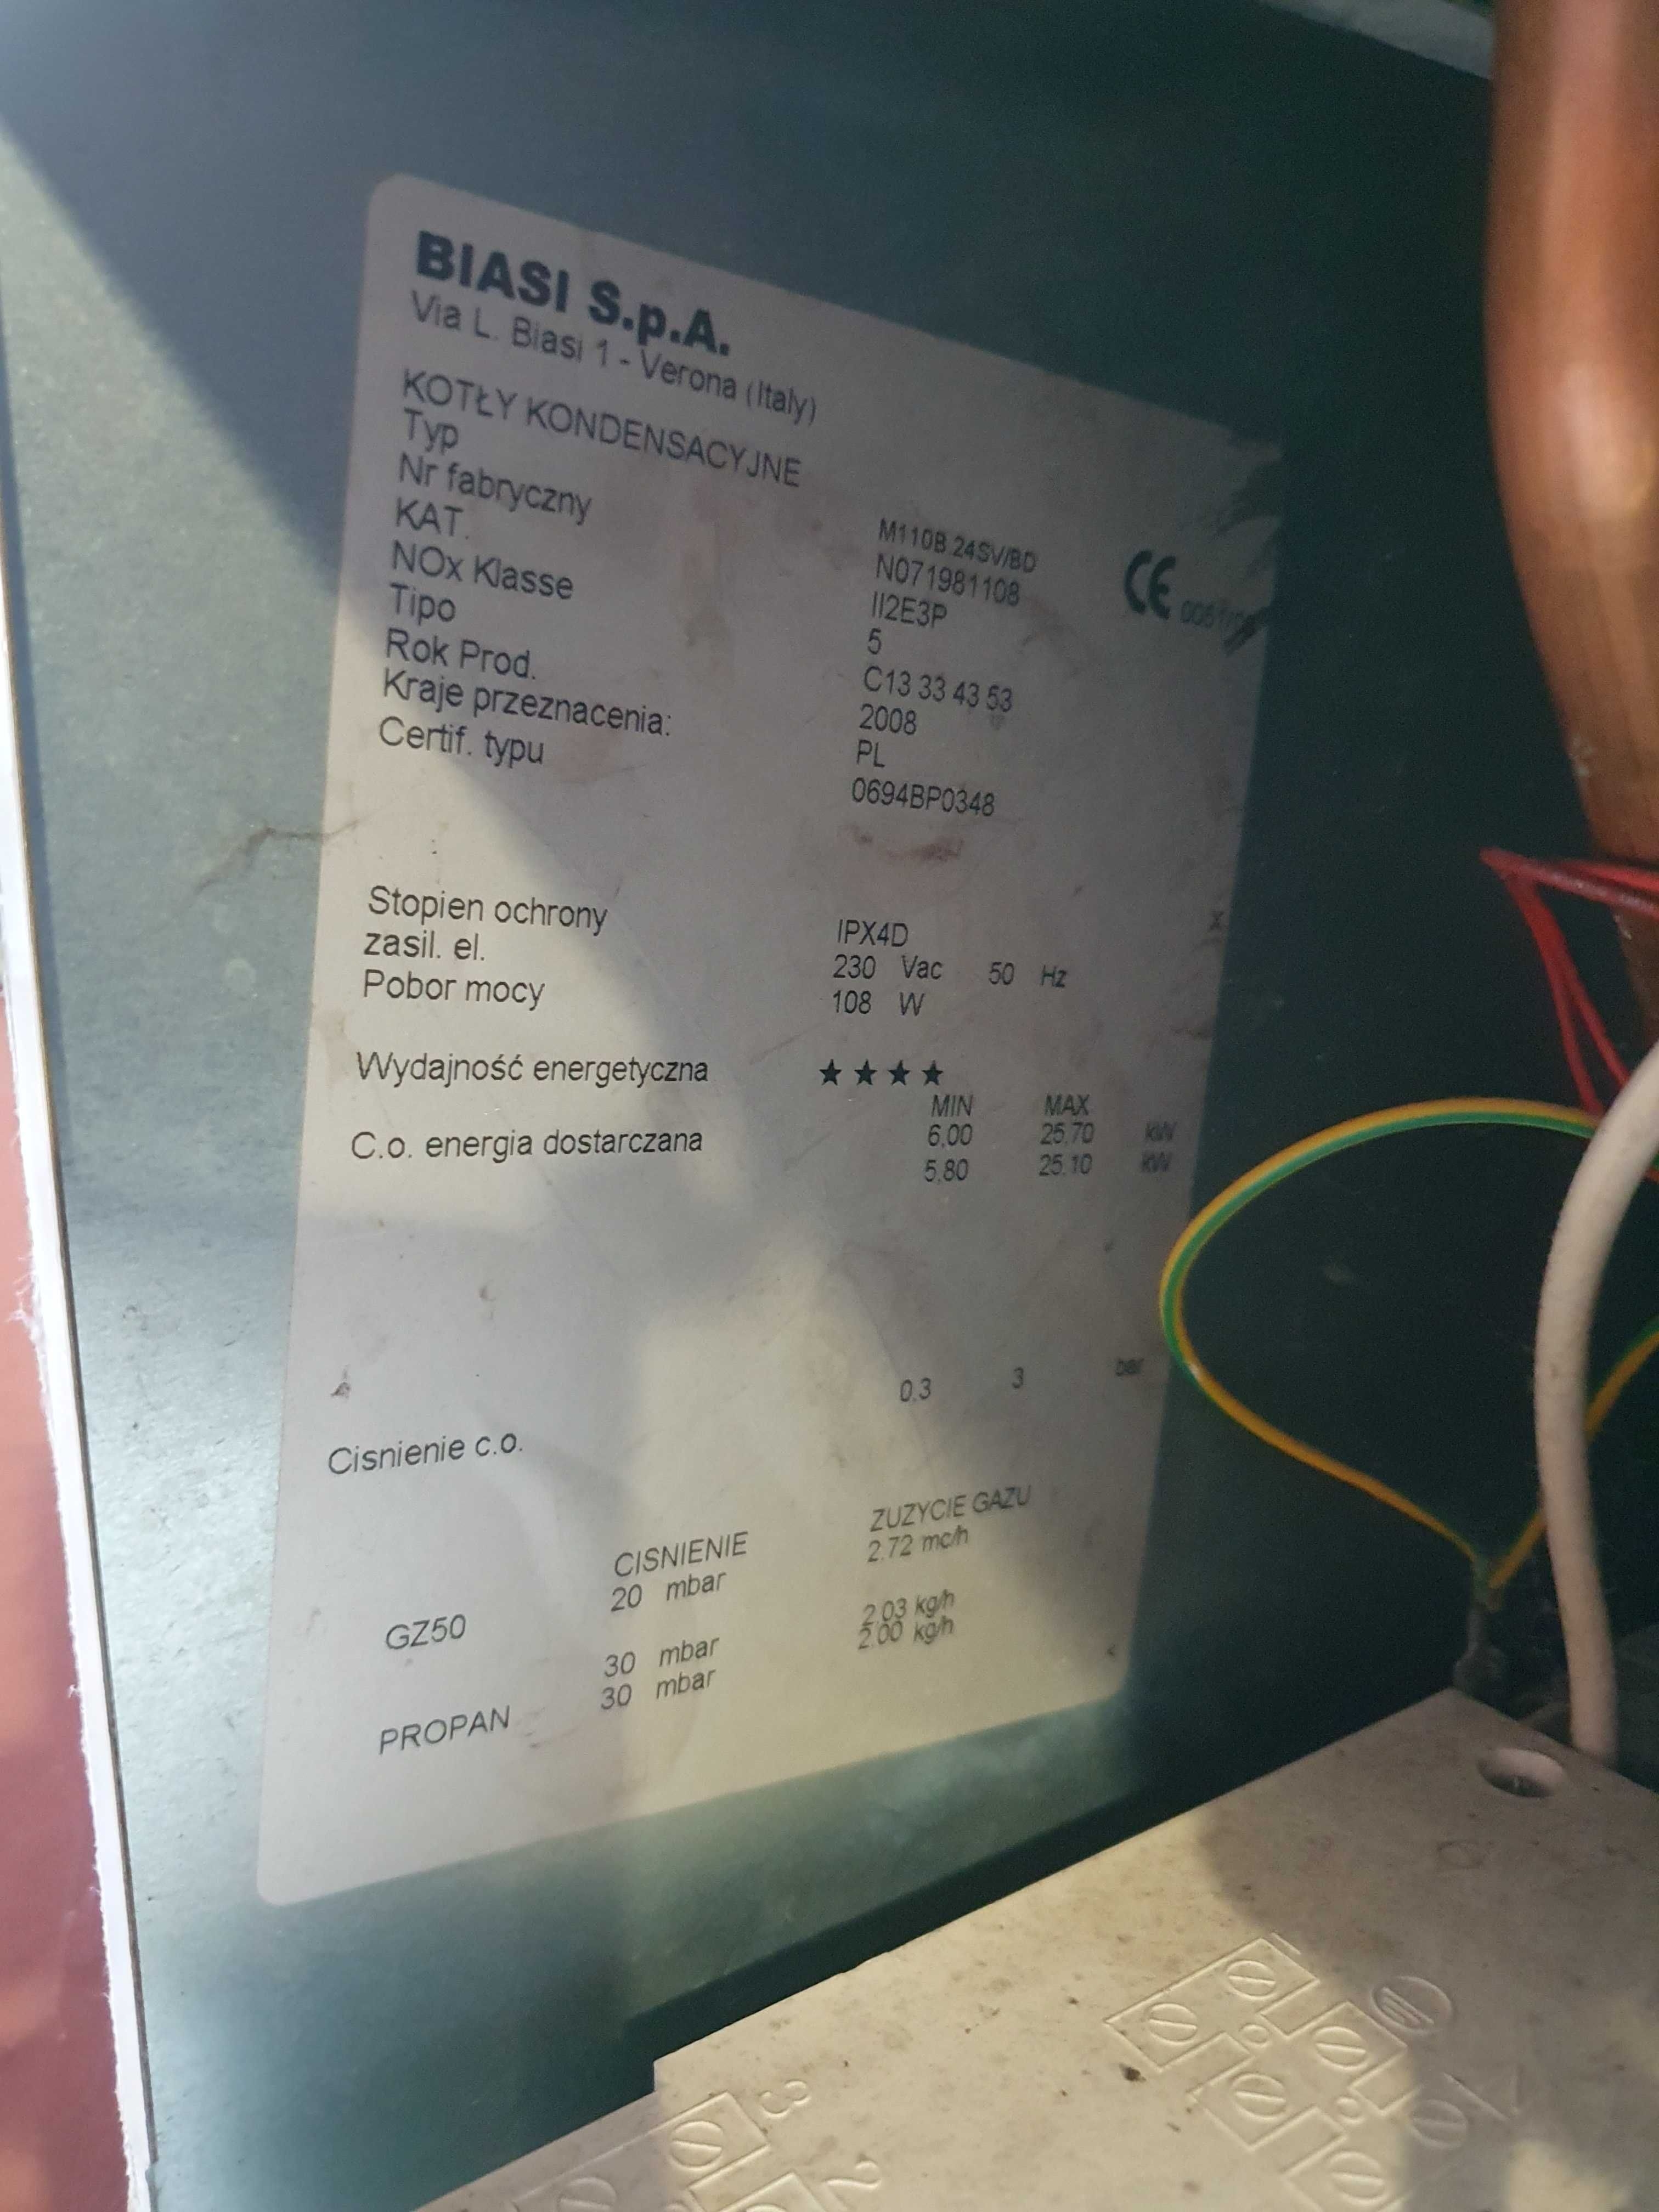 BIASI S.p.A.
Via L. Biasi 1 - Verona (Italy)
KOTŁY KONDENSACYJNE
Typ M110B.24SV/BD
Nr fabryczny N071981108
KAT. II2E3P
NOx Klasse 5
Tipo C13 33 43 53
Rok Prod. 2008
Kraje przeznacenia: PL
Certif. typu 0694BP0348
CE
Stopien ochrony IPX4D
x
zasil. el. 230 Vac 50 Hz
Pobor mocy 108 W
Wydajność energetyczna ★★★★
MIN MAX
C.o. energia dostarczana 6,00 25,70 kW
5,80 25,10 kW
Cisnienie c.o. 0,3 3 bar
CISNIENIE ZUZYCIE GAZU
GZ50 20 mbar 2.72 mc/h
PROPAN 30 mbar 2.03 kg/h
30 mbar 2.00 kg/h
3
2